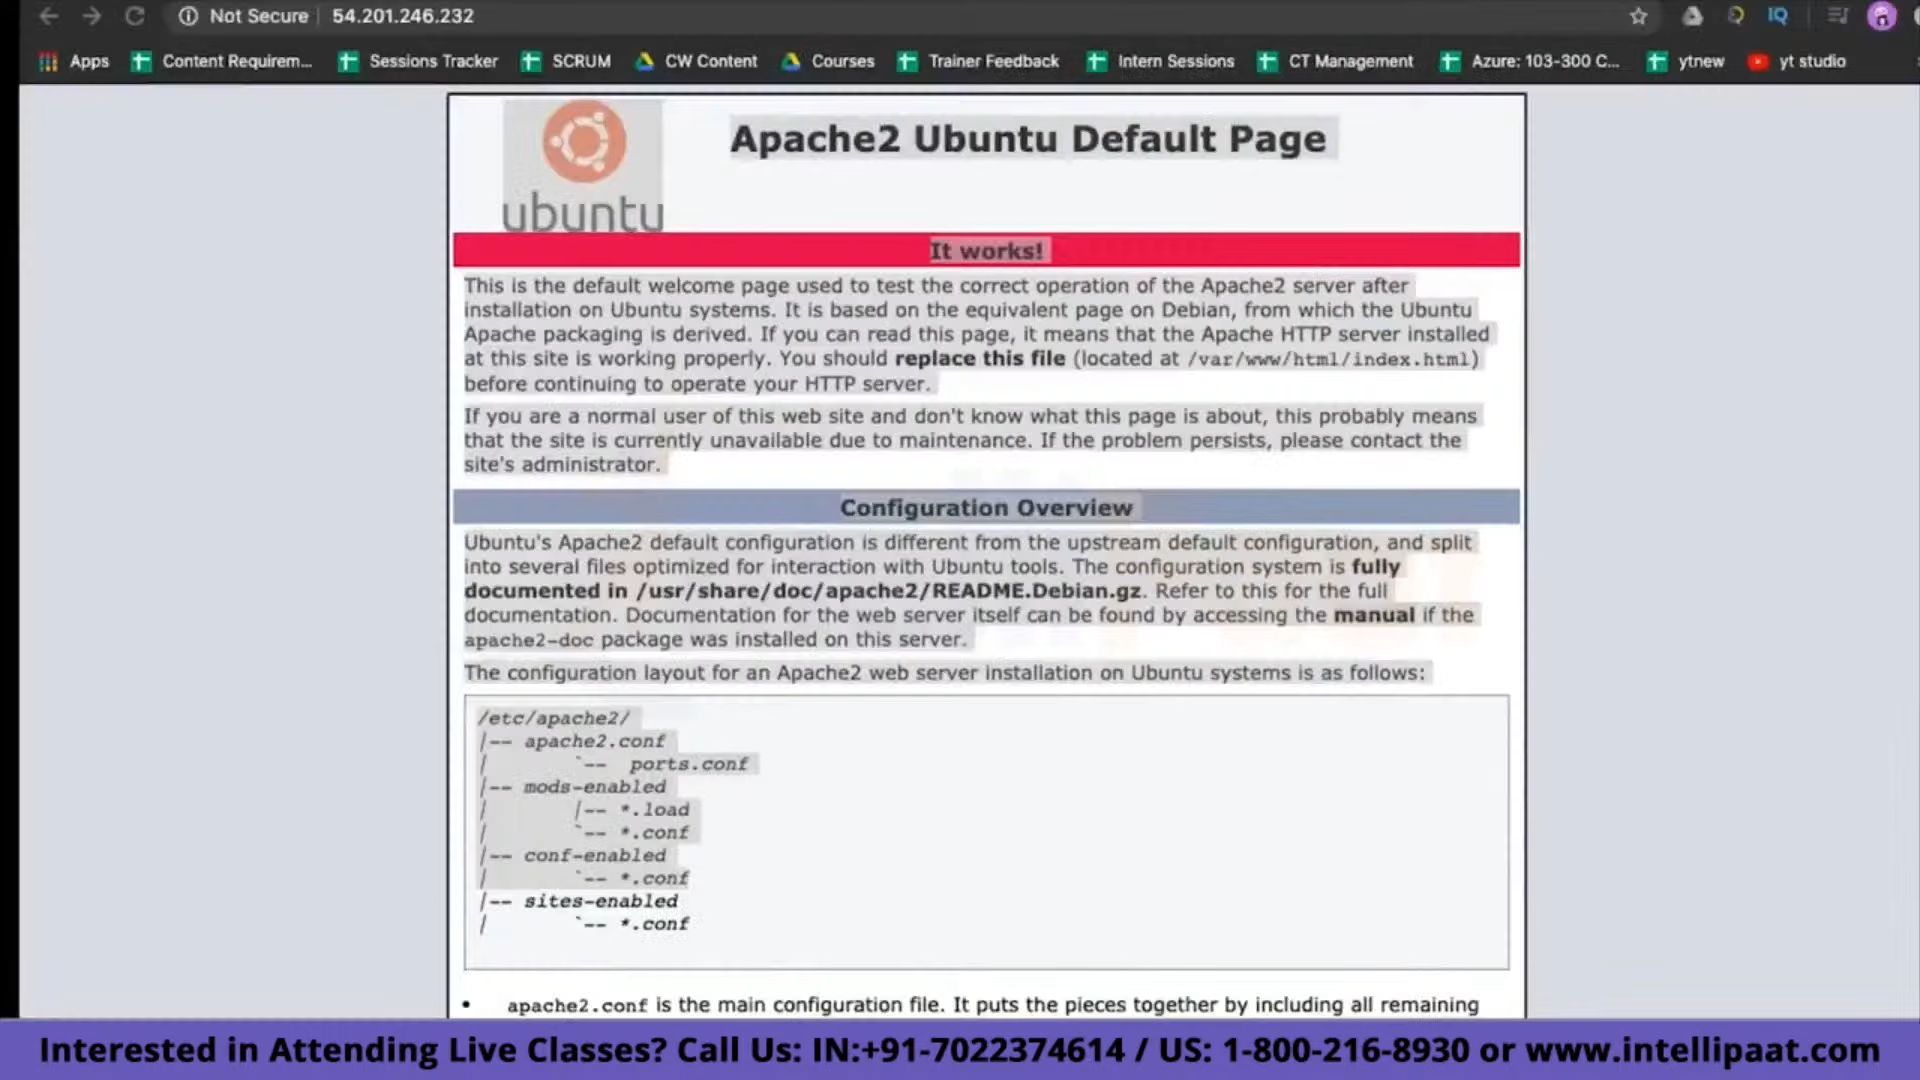 Not Secure | 54.201.246.232
IQ
Apps Content Requirem... Sessions Tracker SCRUM CW Content Courses Trainer Feedback Intern Sessions CT Management Azure: 103-300 C... ytnew yt studio
ubuntu
Apache2 Ubuntu Default Page
It works!
This is the default welcome page used to test the correct operation of the Apache2 server after
installation on Ubuntu systems. It is based on the equivalent page on Debian, from which the Ubuntu
Apache packaging is derived. If you can read this page, it means that the Apache HTTP server installed
at this site is working properly. You should replace this file (located at /var/www/html/index.html)
before continuing to operate your HTTP server.
If you are a normal user of this web site and don't know what this page is about, this probably means
that the site is currently unavailable due to maintenance. If the problem persists, please contact the
site's administrator.
Configuration Overview
Ubuntu's Apache2 default configuration is different from the upstream default configuration, and split
into several files optimized for interaction with Ubuntu tools. The configuration system is fully
documented in /usr/share/doc/apache2/README.Debian.gz. Refer to this for the full
documentation. Documentation for the web server itself can be found by accessing the manual if the
apache2-doc package was installed on this server.
The configuration layout for an Apache2 web server installation on Ubuntu systems is as follows:
/etc/apache2/
|-- apache2.conf
|       `--  ports.conf
|-- mods-enabled
|       |-- *.load
|       `-- *.conf
|-- conf-enabled
|       `-- *.conf
|-- sites-enabled
|       `-- *.conf
• apache2.conf is the main configuration file. It puts the pieces together by including all remaining
Interested in Attending Live Classes? Call Us: IN:+91-7022374614 / US: 1-800-216-8930 or www.intellipaat.com